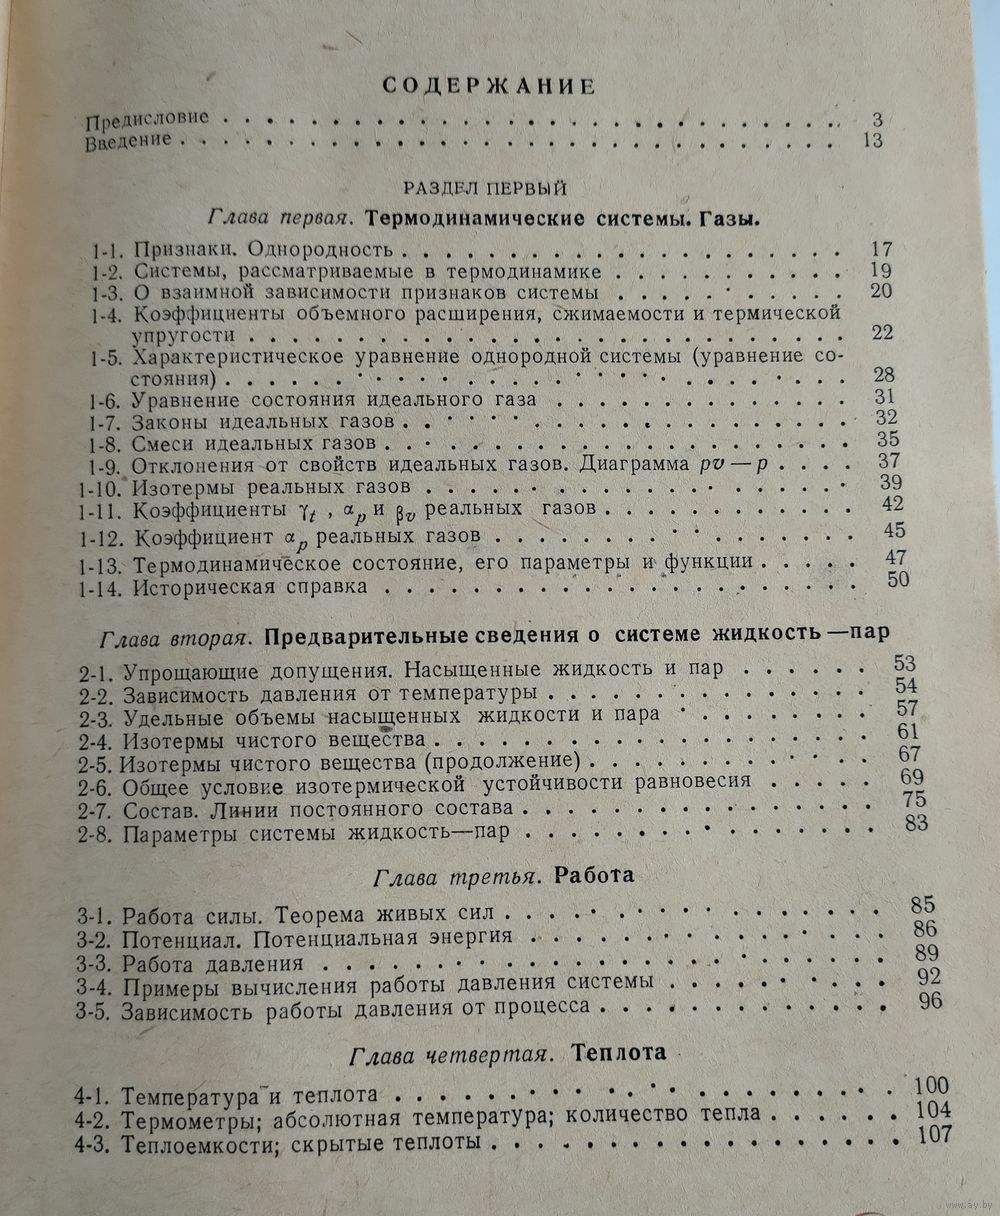 СОДЕРЖАНИЕ
Предисловие . . . . . . . . . . . . . . . . . . . . 3
Введение . . . . . . . . . . . . . . . . . . . . 13
РАЗДЕЛ ПЕРВЫЙ
Глава первая. Термодинамические системы. Газы.
1-1. Признаки. Однородность . . . . . . . . . . . . 17
1-2. Системы, рассматриваемые в термодинамике . . . . . . 19
1-3. О взаимной зависимости признаков системы . . . . . . 20
1-4. Коэффициенты объемного расширения, сжимаемости и термической
упругости . . . . . . . . . . . . . . . . . . 22
1-5. Характеристическое уравнение однородной системы (уравнение со-
стояния) . . . . . . . . . . . . . . . . . . 28
1-6. Уравнение состояния идеального газа . . . . . . . . 31
1-7. Законы идеальных газов . . . . . . . . . . . . 32
1-8. Смеси идеальных газов . . . . . . . . . . . . 35
1-9. Отклонения от свойств идеальных газов. Диаграмма pv — p . . . . 37
1-10. Изотермы реальных газов . . . . . . . . . . . 39
1-11. Коэффициенты γt , αp и βv реальных газов . . . . . . . 42
1-12. Коэффициент αp реальных газов . . . . . . . . . . 45
1-13. Термодинамическое состояние, его параметры и функции . . . . . 47
1-14. Историческая справка . . . . . . . . . . . . 50
Глава вторая. Предварительные сведения о системе жидкость—пар
2-1. Упрощающие допущения. Насыщенные жидкость и пар . . . . . . 53
2-2. Зависимость давления от температуры . . . . . . . . 54
2-3. Удельные объемы насыщенных жидкости и пара . . . . . . 57
2-4. Изотермы чистого вещества . . . . . . . . . . . 61
2-5. Изотермы чистого вещества (продолжение) . . . . . . . 67
2-6. Общее условие изотермической устойчивости равновесия . . . . . 69
2-7. Состав. Линии постоянного состава . . . . . . . . . 75
2-8. Параметры системы жидкость—пар . . . . . . . . . 83
Глава третья. Работа
3-1. Работа силы. Теорема живых сил . . . . . . . . . . 85
3-2. Потенциал. Потенциальная энергия . . . . . . . . . 86
3-3. Работа давления . . . . . . . . . . . . . . 89
3-4. Примеры вычисления работы давления системы . . . . . . 92
3-5. Зависимость работы давления от процесса . . . . . . . 96
Глава четвертая. Теплота
4-1. Температура и теплота . . . . . . . . . . . . 100
4-2. Термометры; абсолютная температура; количество тепла . . . . . . 104
4-3. Теплоемкости; скрытые теплоты . . . . . . . . . . 107
www.ay.by